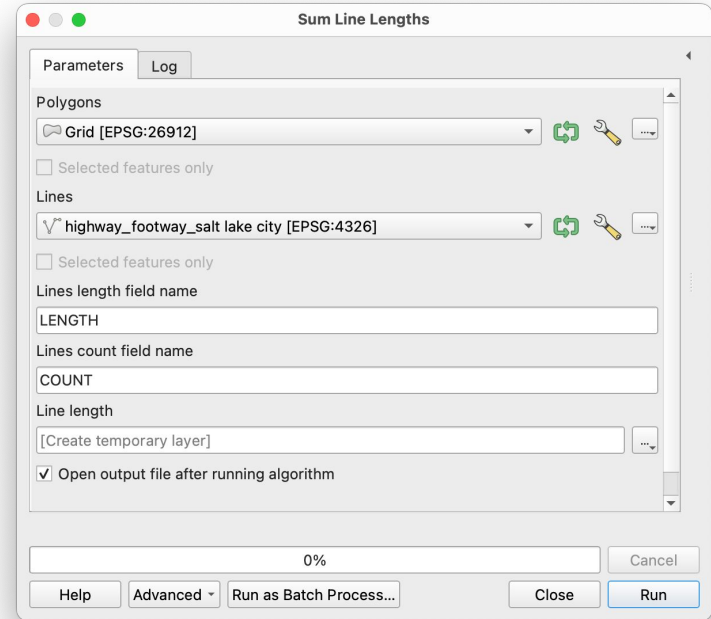 Sum Line Lengths
Parameters
Log
Polygons
Grid [EPSG:26912]
...
Selected features only
Lines
highway_footway_salt lake city [EPSG:4326]
...
Selected features only
Lines length field name
LENGTH
Lines count field name
COUNT
Line length
[Create temporary layer]
...
Open output file after running algorithm
0%
Cancel
Help
Advanced
Run as Batch Process...
Close
Run